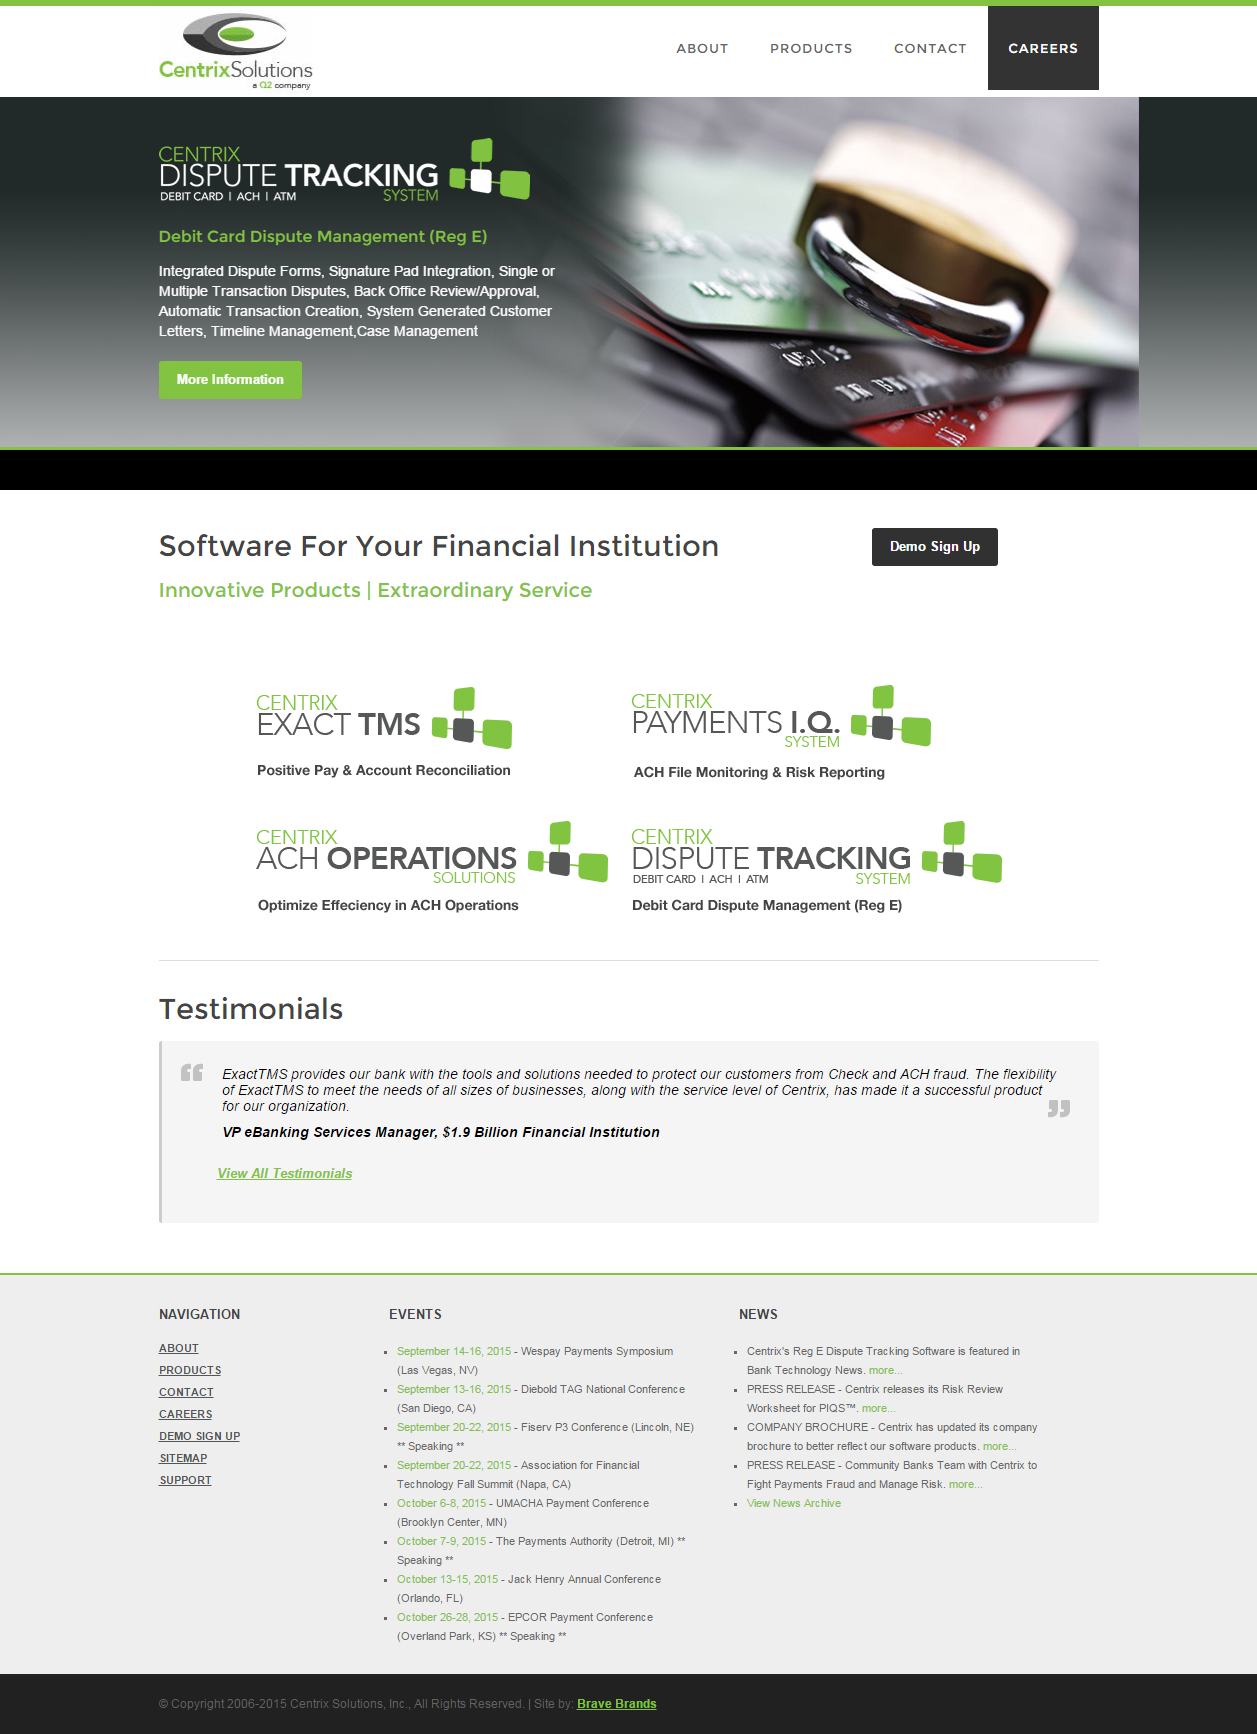 CentrixSolutions
a Q2 company
ABOUT
PRODUCTS
CONTACT
CAREERS
CENTRIX
DISPUTE TRACKING
DEBIT CARD | ACH | ATM
SYSTEM
Debit Card Dispute Management (Reg E)
Integrated Dispute Forms, Signature Pad Integration, Single or
Multiple Transaction Disputes, Back Office Review/Approval,
Automatic Transaction Creation, System Generated Customer
Letters, Timeline Management,Case Management
More Information
05/13
Software For Your Financial Institution
Demo Sign Up
Innovative Products | Extraordinary Service
CENTRIX
EXACT TMS
Positive Pay & Account Reconciliation
CENTRIX
PAYMENTS I.Q.
SYSTEM
ACH File Monitoring & Risk Reporting
CENTRIX
ACH OPERATIONS
SOLUTIONS
Optimize Effeciency in ACH Operations
CENTRIX
DISPUTE TRACKING
DEBIT CARD | ACH | ATM
SYSTEM
Debit Card Dispute Management (Reg E)
Testimonials
ExactTMS provides our bank with the tools and solutions needed to protect our customers from Check and ACH fraud. The flexibility
of ExactTMS to meet the needs of all sizes of businesses, along with the service level of Centrix, has made it a successful product
for our organization.
VP eBanking Services Manager, $1.9 Billion Financial Institution
View All Testimonials
NAVIGATION
ABOUT
PRODUCTS
CONTACT
CAREERS
DEMO SIGN UP
SITEMAP
SUPPORT
EVENTS
September 14-16, 2015 - Wespay Payments Symposium
(Las Vegas, NV)
September 13-16, 2015 - Diebold TAG National Conference
(San Diego, CA)
September 20-22, 2015 - Fiserv P3 Conference (Lincoln, NE)
** Speaking **
September 20-22, 2015 - Association for Financial
Technology Fall Summit (Napa, CA)
October 6-8, 2015 - UMACHA Payment Conference
(Brooklyn Center, MN)
October 7-9, 2015 - The Payments Authority (Detroit, MI) **
Speaking **
October 13-15, 2015 - Jack Henry Annual Conference
(Orlando, FL)
October 26-28, 2015 - EPCOR Payment Conference
(Overland Park, KS) ** Speaking **
NEWS
Centrix's Reg E Dispute Tracking Software is featured in
Bank Technology News. more...
PRESS RELEASE - Centrix releases its Risk Review
Worksheet for PIQS™. more...
COMPANY BROCHURE - Centrix has updated its company
brochure to better reflect our software products. more...
PRESS RELEASE - Community Banks Team with Centrix to
Fight Payments Fraud and Manage Risk. more...
View News Archive
© Copyright 2006-2015 Centrix Solutions, Inc., All Rights Reserved. | Site by: Brave Brands